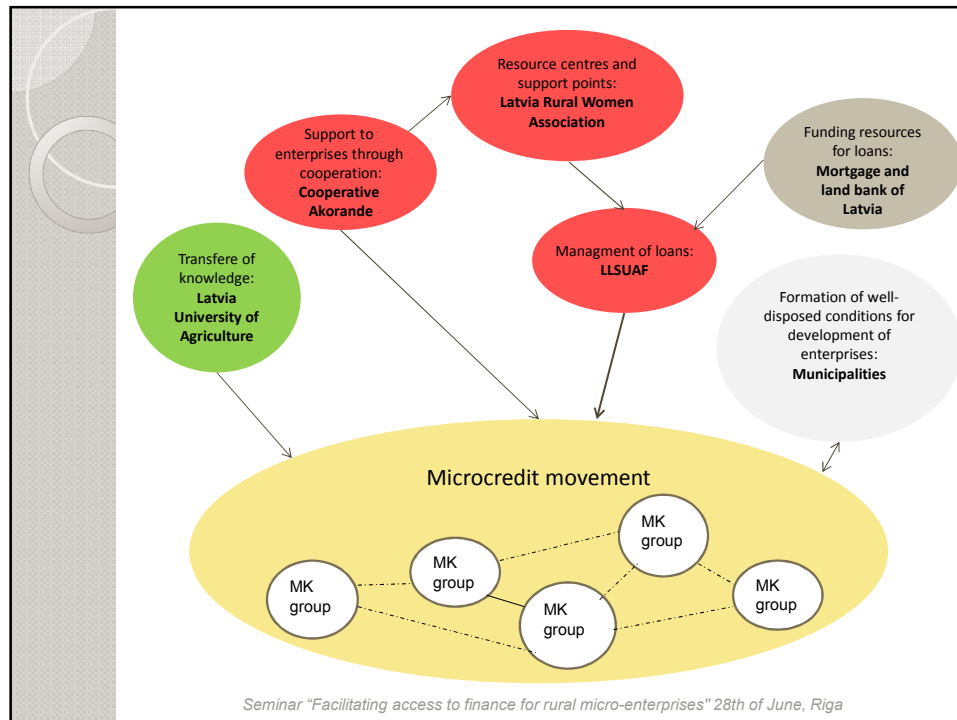 Resource centres and
support points:
Latvia Rural Women
Association
Support to
enterprises through
cooperation:
Cooperative
Akorande
Funding resources
for loans:
Mortgage and
land bank of
Latvia
Transfere of
knowledge:
Latvia
University of
Agriculture
Managment of loans:
LLSUAF
Formation of well-
disposed conditions for
development of
enterprises:
Municipalities
Microcredit movement
MK
group
MK
group
MK
group
MK
group
MK
group
Seminar “Facilitating access to finance for rural micro-enterprises" 28th of June, Riga